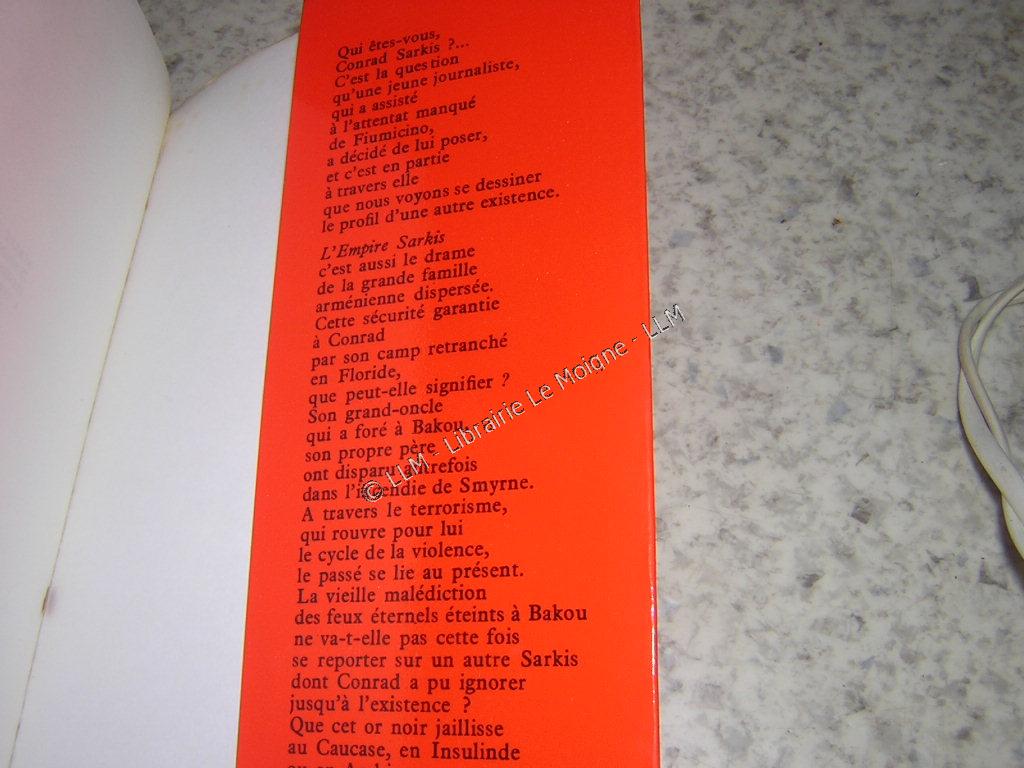 Qui êtes-vous,
Conrad Sarkis ?...
C'est la question
qu'une jeune journaliste,
qui a assisté
à l'attentat manqué
de Fiumicino,
a décidé de lui poser,
et c'est en partie
à travers elle
que nous voyons se dessiner
le profil d'une autre existence.
L'Empire Sarkis
c'est aussi le drame
de la grande famille
arménienne dispersée.
Cette sécurité garantie
à Conrad
par son camp retranché
en Floride,
que peut-elle signifier ?
Son grand-oncle
qui a foré à Bakou,
son propre père
ont disparu autrefois
dans l'incendie de Smyrne.
A travers le terrorisme,
qui rouvre pour lui
le cycle de la violence,
le passé se lie au présent.
La vieille malédiction
des feux éternels éteints à Bakou
ne va-t-elle pas cette fois
se reporter sur un autre Sarkis
dont Conrad a pu ignorer
jusqu'à l'existence ?
Que cet or noir jaillisse
au Caucase, en Insulinde
© LLM - Librairie Le Moigne - LLM